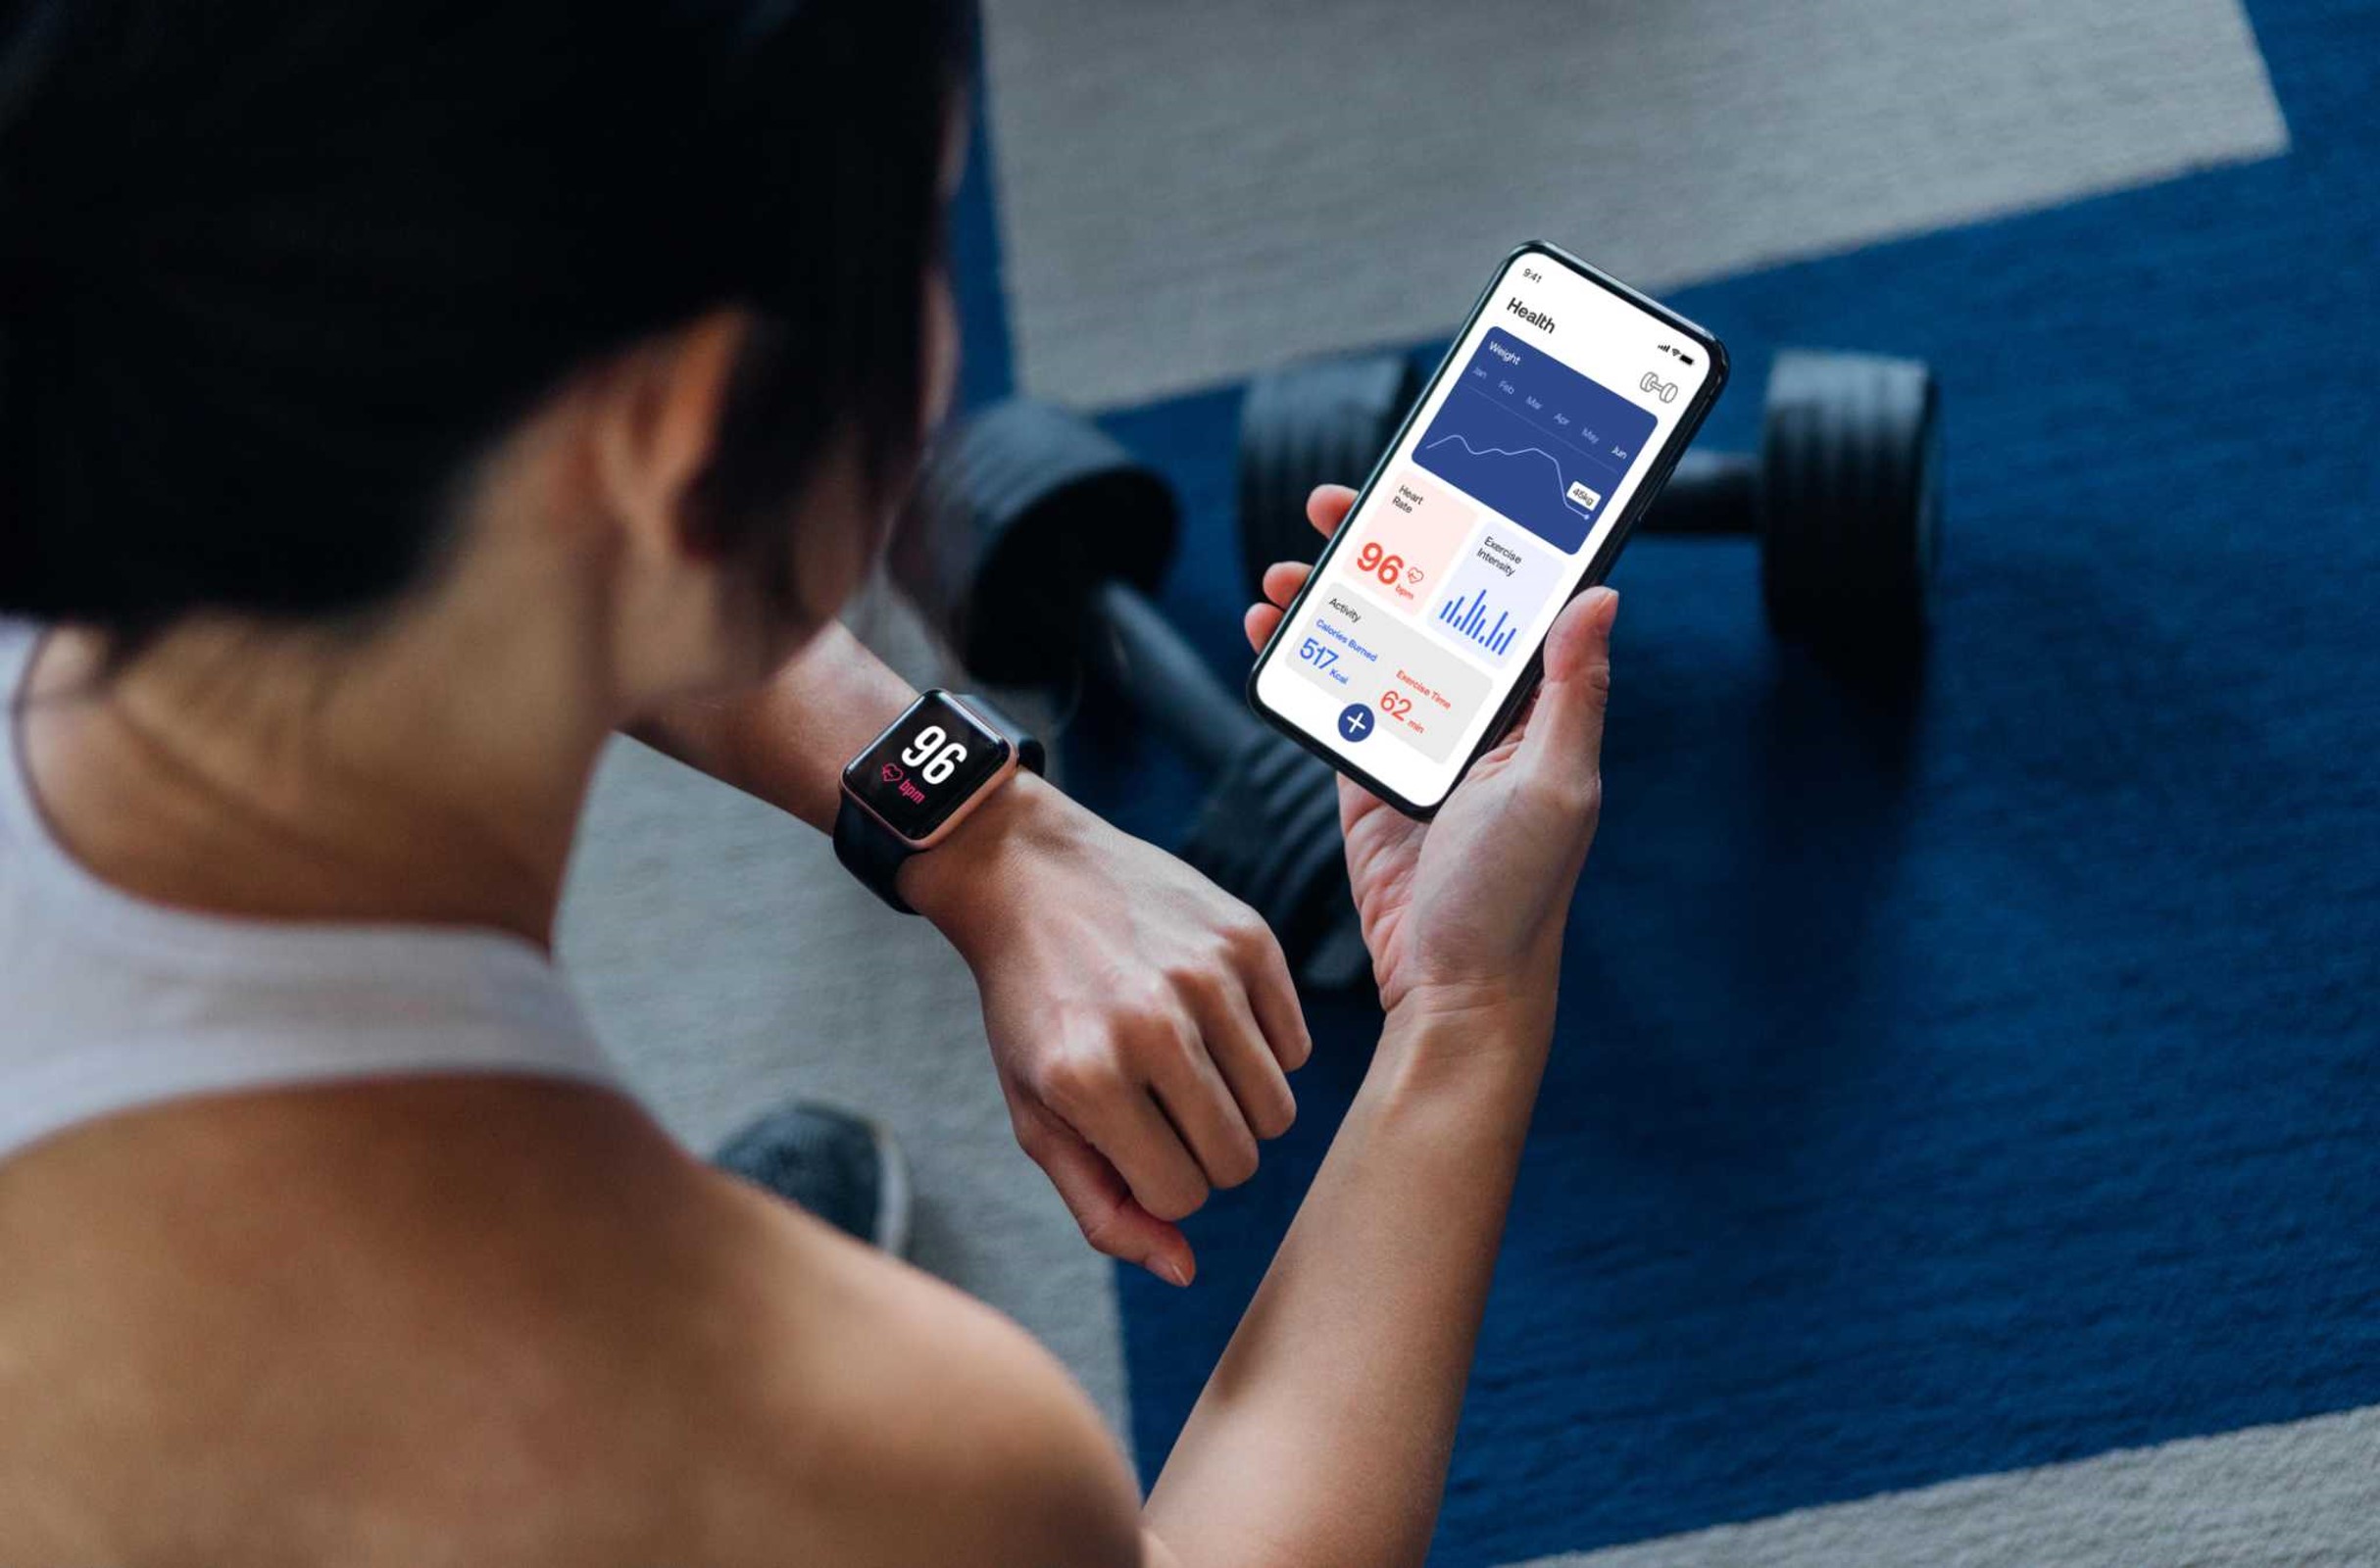 96
bpm
9:41
Health
Weight
Jan Feb Mar Apr May Jun
45kg
Heart
Rate
96 bpm
Exercise
Intensity
Activity
Calories Burned
517 Kcal
Exercise Time
62 min